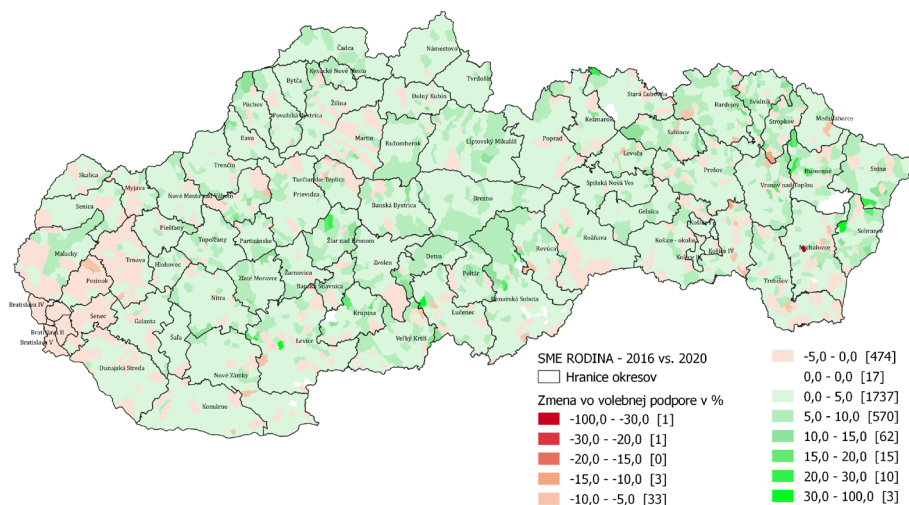 Čadca
Námestovo
Kysucké Nové Mesto
Bytča
Tvrdošín
Dolný Kubín
Žilina
Púchov
Považská Bystrica
Stará Ľubovňa
Kežmarok
Bardejov
Svidník
Stropkov
Medzilaborce
Ilava
Martin
Ružomberok
Liptovský Mikuláš
Poprad
Sabinov
Levoča
Trenčín
Prešov
Humenné
Snina
Skalica
Myjava
Turčianske Teplice
Prievidza
Vranov nad Topľou
Spišská Nová Ves
Nové Mesto nad Váhom
Senica
Banská Bystrica
Brezno
Gelnica
Piešťany
Topoľčany
Partizánske
Žiar nad Hronom
Revúca
Rožňava
Košice - okolie
Košice IV
Sobrance
Michalovce
Malacky
Trnava
Hlohovec
Zvolen
Detva
Poltár
Zlaté Moravce
Žarnovica
Banská Štiavnica
Pezinok
Trebišov
Nitra
Rimavská Sobota
Bratislava IV
Senec
Galanta
Krupina
Lučenec
Bratislava II
Bratislava V
Šaľa
Levice
Veľký Krtíš
Dunajská Streda
Nové Zámky
Komárno
SME RODINA - 2016 vs. 2020
Hranice okresov
Zmena vo volebnej podpore v %
-100,0 - -30,0 [1]
-30,0 - -20,0 [1]
-20,0 - -15,0 [0]
-15,0 - -10,0 [3]
-10,0 - -5,0 [33]
-5,0 - 0,0 [474]
0,0 - 0,0 [17]
0,0 - 5,0 [1737]
5,0 - 10,0 [570]
10,0 - 15,0 [62]
15,0 - 20,0 [15]
20,0 - 30,0 [10]
30,0 - 100,0 [3]